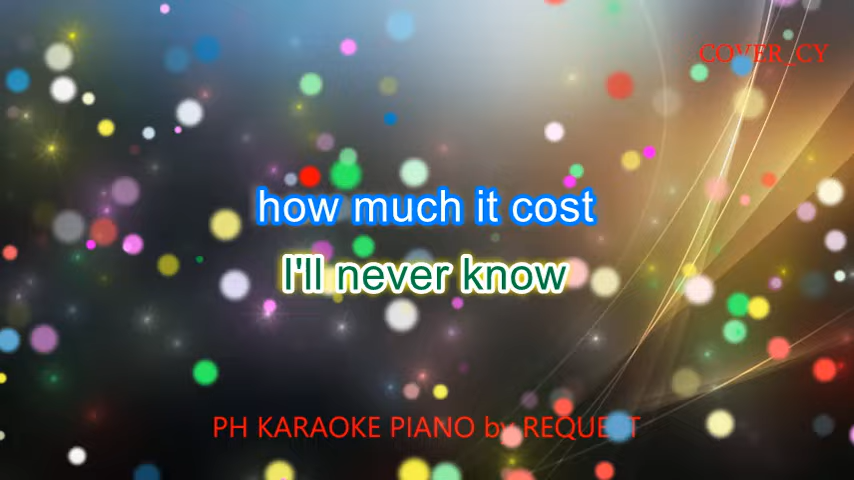 COVER_CY
how much it cost
I'll never know
PH KARAOKE PIANO by REQUEST